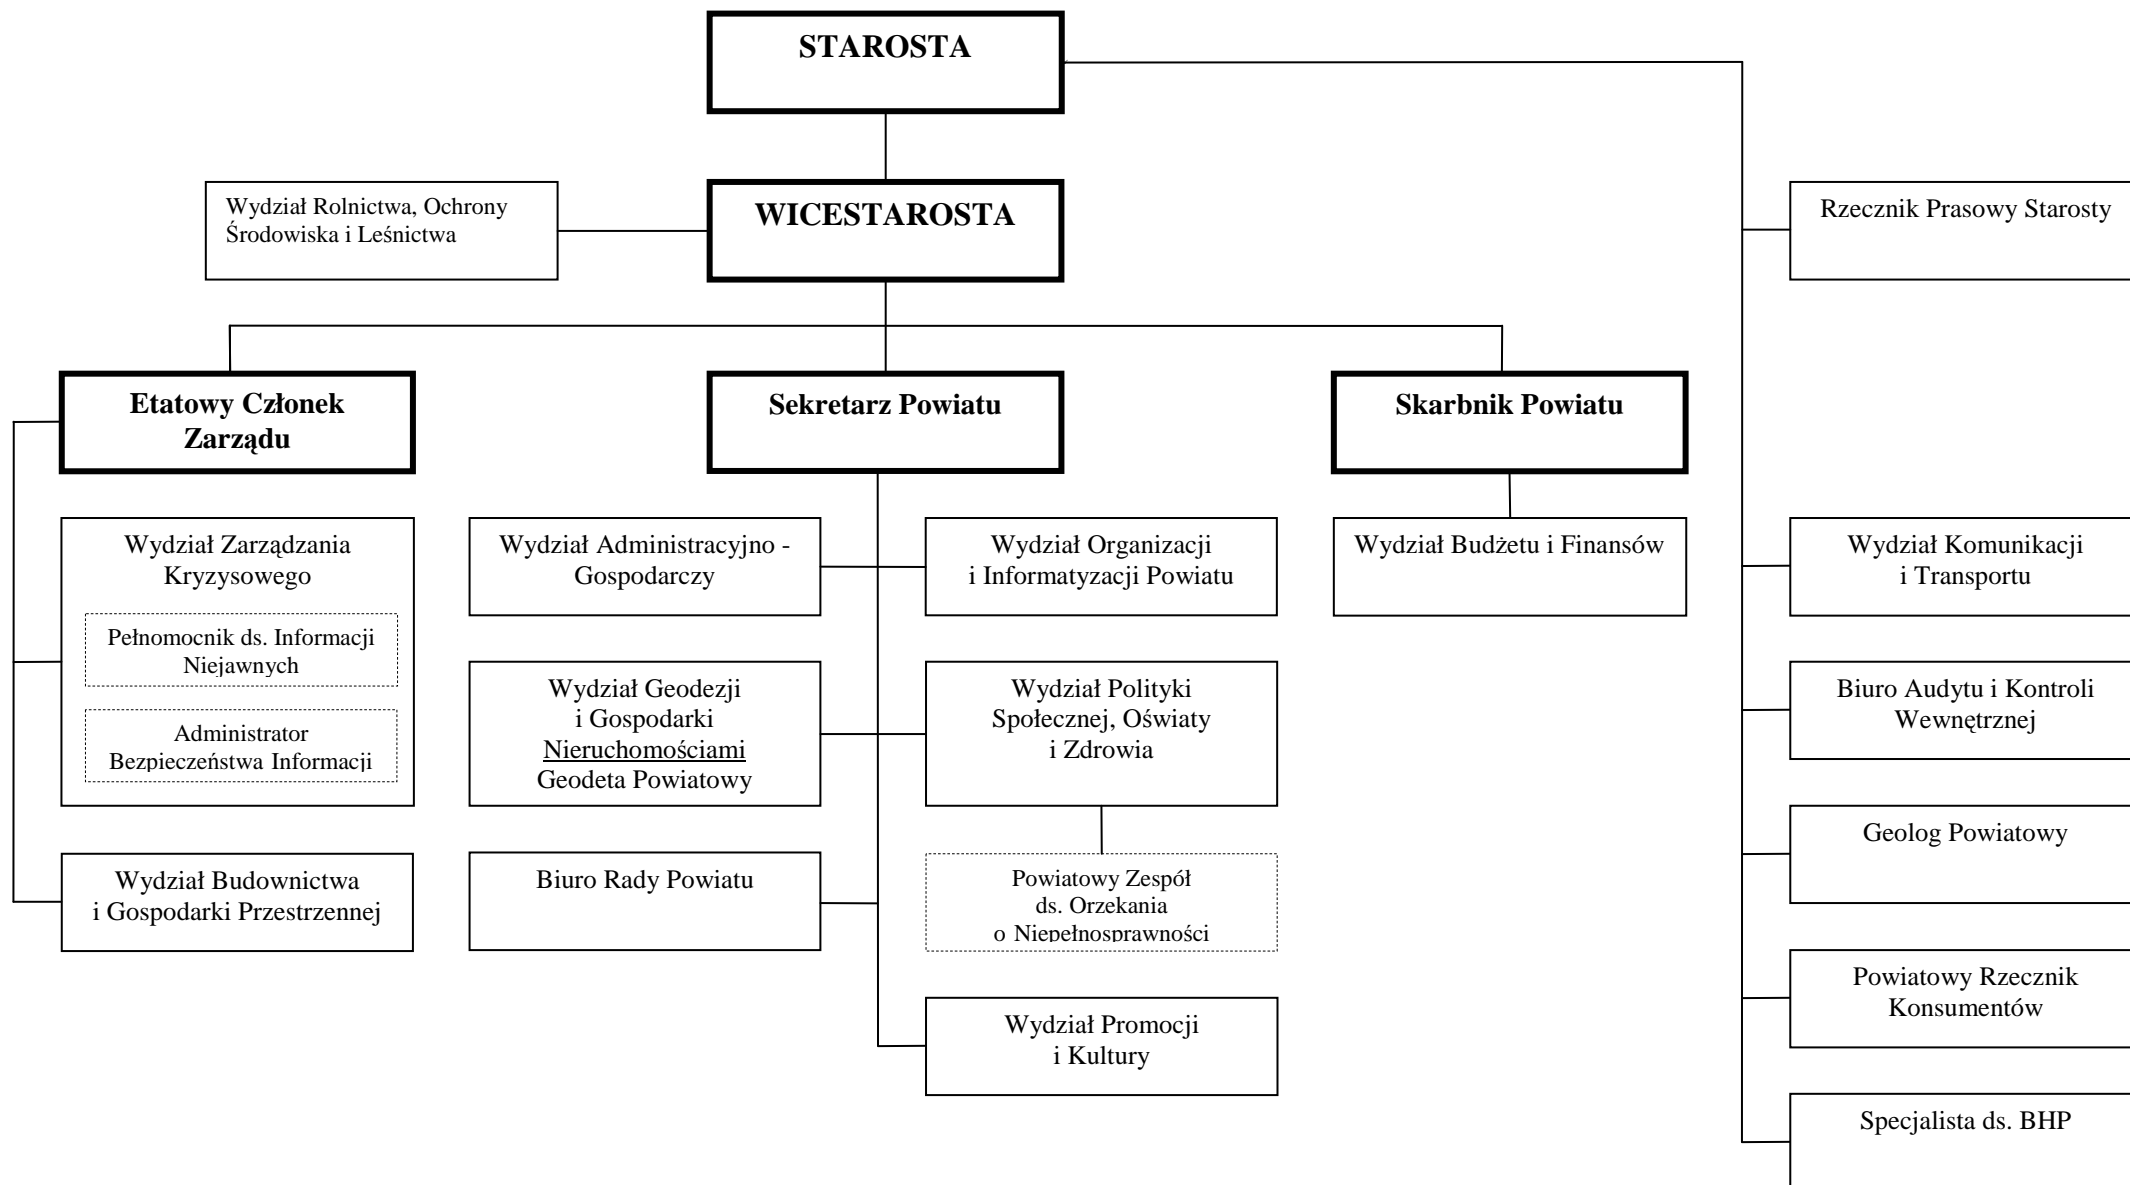 STAROSTA
Wydział Rolnictwa, Ochrony
Środowiska i Leśnictwa
WICESTAROSTA
Rzecznik Prasowy Starosty
Etatowy Członek
Zarządu
Sekretarz Powiatu
Skarbnik Powiatu
Wydział Zarządzania
Kryzysowego
Pełnomocnik ds. Informacji
Niejawnych
Administrator
Bezpieczeństwa Informacji
Wydział Budownictwa
i Gospodarki Przestrzennej
Wydział Administracyjno -
Gospodarczy
Wydział Geodezji
i Gospodarki
Nieruchomościami
Geodeta Powiatowy
Biuro Rady Powiatu
Wydział Organizacji
i Informatyzacji Powiatu
Wydział Polityki
Społecznej, Oświaty
i Zdrowia
Powiatowy Zespół
ds. Orzekania
o Niepełnosprawności
Wydział Promocji
i Kultury
Wydział Budżetu i Finansów
Wydział Komunikacji
i Transportu
Biuro Audytu i Kontroli
Wewnętrznej
Geolog Powiatowy
Powiatowy Rzecznik
Konsumentów
Specjalista ds. BHP